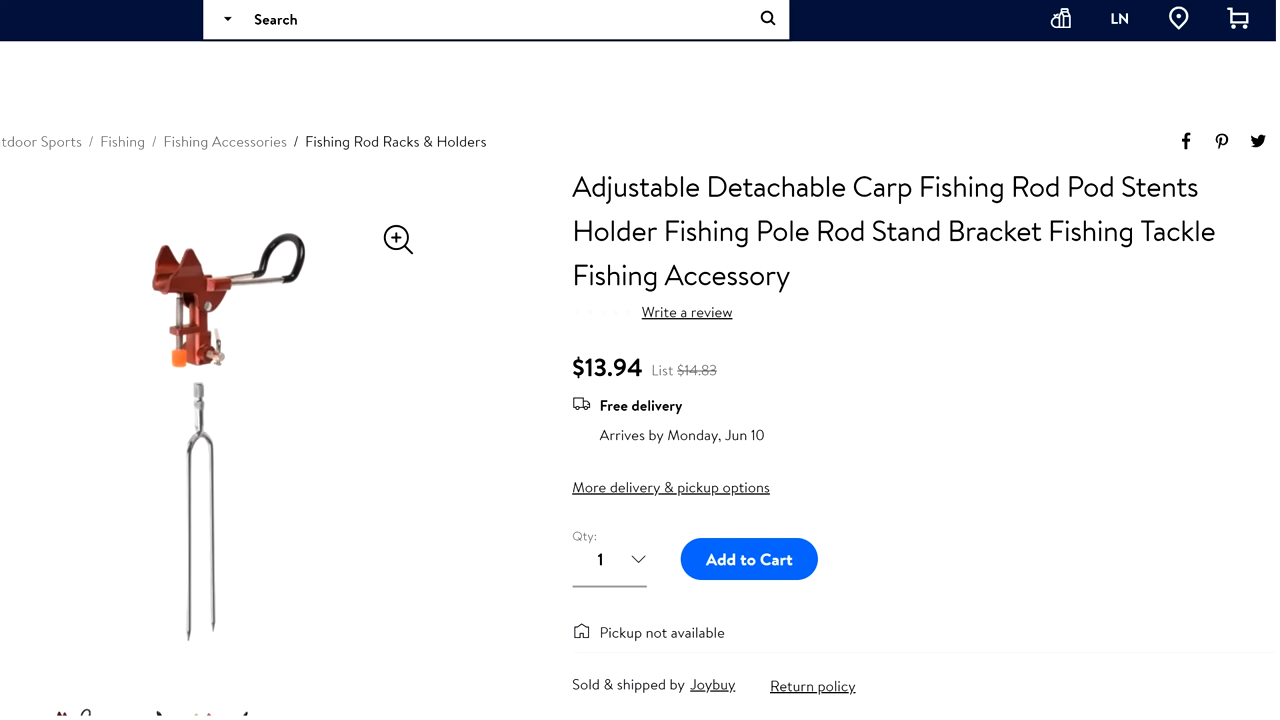 Search
LN
tdoor Sports / Fishing / Fishing Accessories / Fishing Rod Racks & Holders
Adjustable Detachable Carp Fishing Rod Pod Stents
Holder Fishing Pole Rod Stand Bracket Fishing Tackle
Fishing Accessory
Write a review
$13.94 List $14.83
Free delivery
Arrives by Monday, Jun 10
More delivery & pickup options
Qty:
1
Add to Cart
Pickup not available
Sold & shipped by Joybuy Return policy